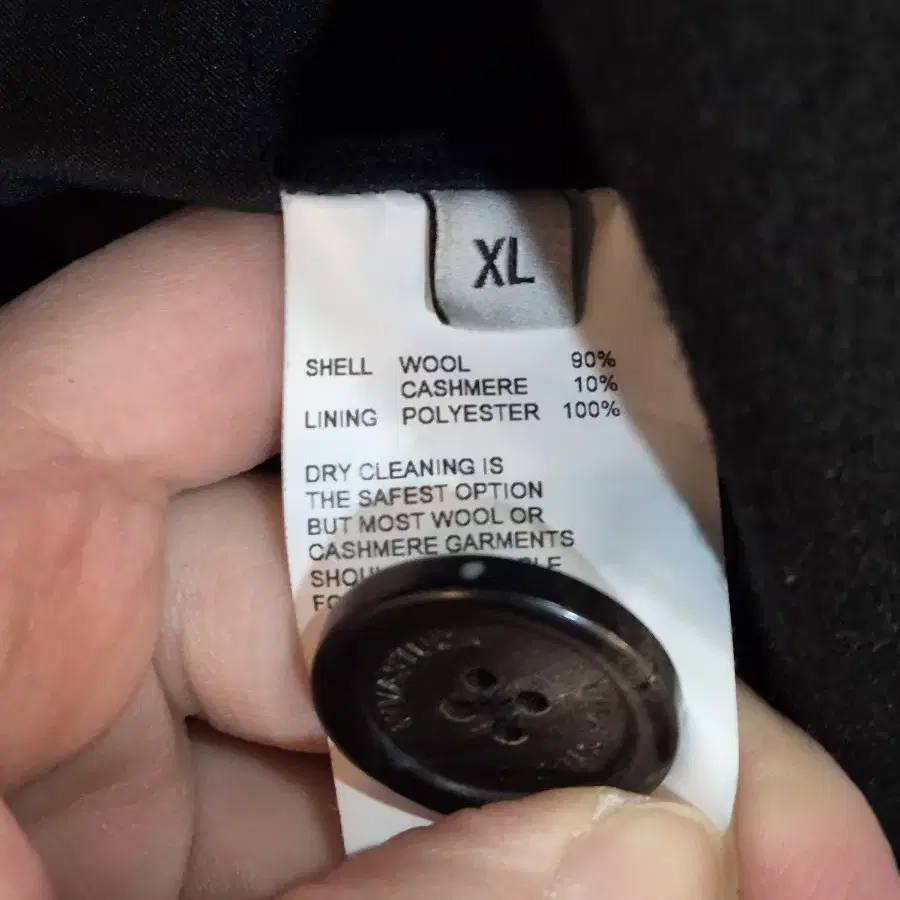 XL
SHELL WOOL 90%
CASHMERE 10%
LINING POLYESTER 100%
DRY CLEANING IS
THE SAFEST OPTION
BUT MOST WOOL OR
CASHMERE GARMENTS